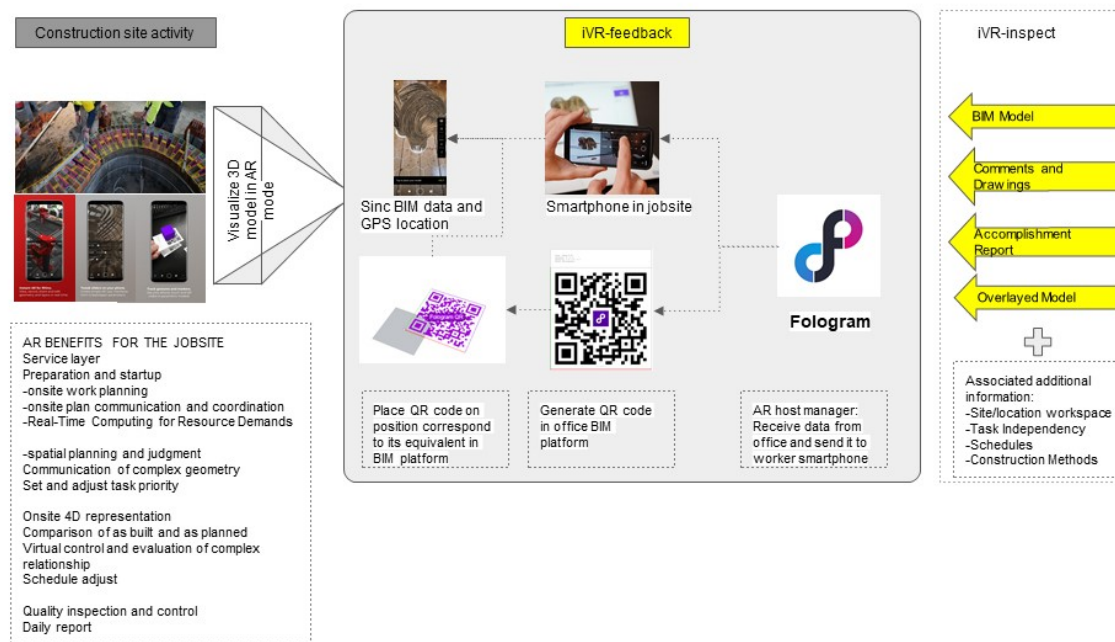 Construction site activity
Visualize 3D
model in AR
mode
AR BENEFITS FOR THE JOBSITE
Service layer
Preparation and startup
-onsite work planning
-onsite plan communication and coordination
-Real-Time Computing for Resource Demands
-spatial planning and judgment
Communication of complex geometry
Set and adjust task priority
Onsite 4D representation
Comparison of as built and as planned
Virtual control and evaluation of complex
relationship
Schedule adjust
Quality inspection and control
Daily report
iVR-feedback
Sinc BIM data and
GPS location
Smartphone in jobsite
Fologram
Place QR code on
position correspond
to its equivalent in
BIM platform
Generate QR code
in office BIM
platform
AR host manager:
Receive data from
office and send it to
worker smartphone
iVR-inspect
BIM Model
Comments and
Drawings
Accomplishment
Report
Overlayed Model
Associated additional
information:
-Site/location workspace
-Task Independency
-Schedules
-Construction Methods